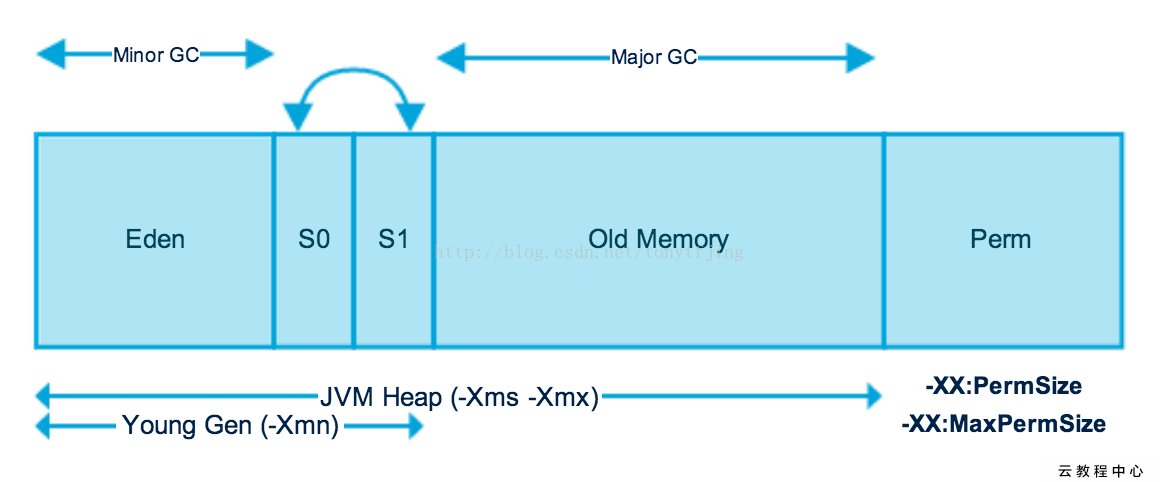 Minor GC
Major GC
Eden
S0
S1
Old Memory
Perm
http://blog.csdn.net/tonytfjing
JVM Heap (-Xms -Xmx)
Young Gen (-Xmn)
-XX:PermSize
-XX:MaxPermSize
云教程中心